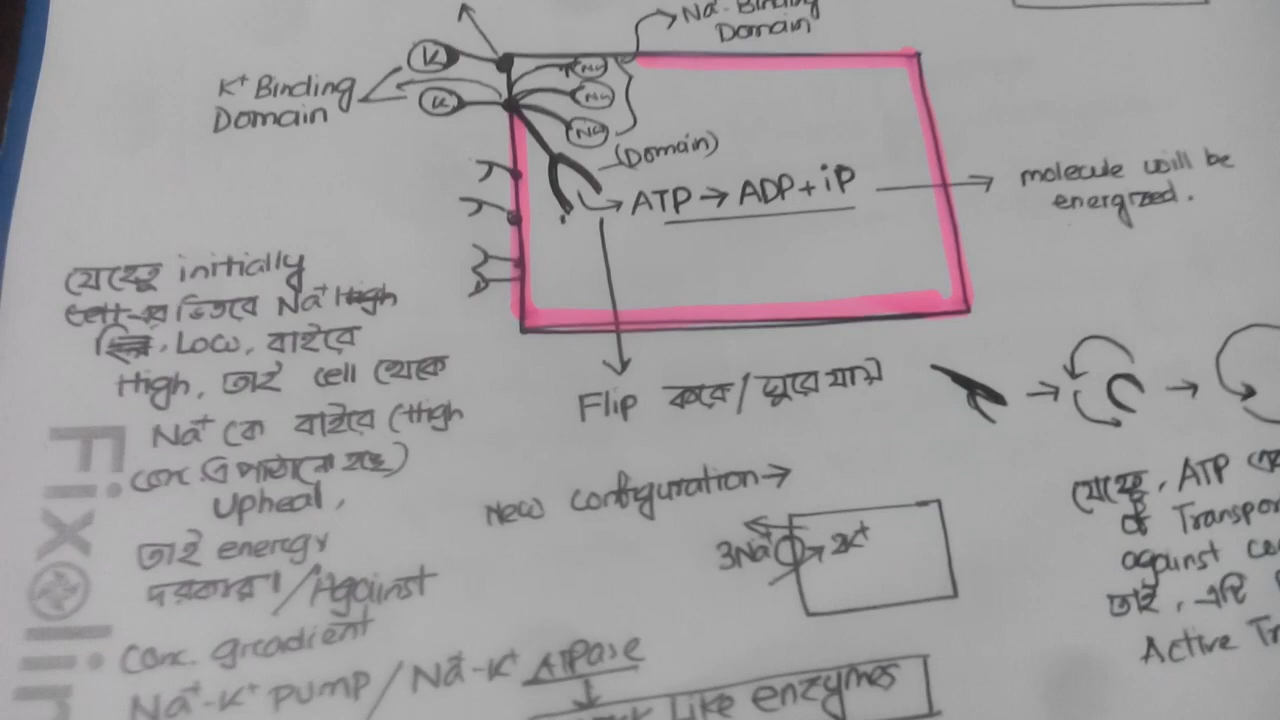 Na⁺ Binding
Domain
K⁺ Binding
Domain
K
K
Na
Na
Na
(Domain)
ATP → ADP + iP
molecule will be
energized.
যেহেতু initially
cell-এর ভিতরে Na⁺ High
Low, বাইরে
High, তাই cell থেকে
Na⁺ কে বাইরে (High
conc এ পাঠানো হচ্ছে)
Upheal,
তাই energy
দরকার। / Against
conc. greadient
Na⁺-K⁺ PUMP / Na⁺-K⁺ ATPase
Like enzymes
Flip করে / ঘুরে যায়
New configuration →
3Na⁺
2K⁺
যেহেতু, ATP
of Transpor
against
তাই, এটি
Active Tr
Fixolin